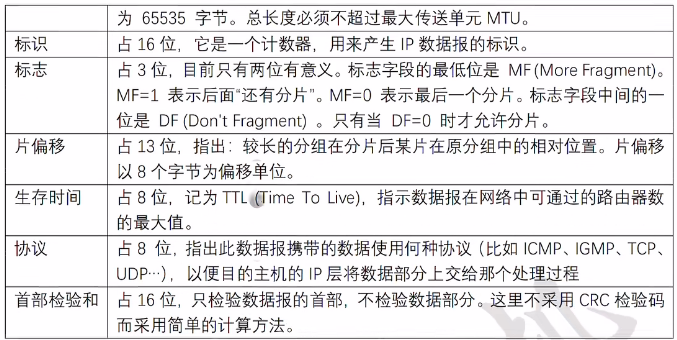 为 65535 字节。总长度必须不超过最大传送单元 MTU。
标识 占 16 位，它是一个计数器，用来产生 IP 数据报的标识。
标志 占 3 位，目前只有两位有意义。标志字段的最低位是 MF (More Fragment)。
MF=1 表示后面“还有分片”。MF=0 表示最后一个分片。标志字段中间的一
位是 DF (Don't Fragment) 。只有当 DF=0 时才允许分片。
片偏移 占 13 位，指出：较长的分组在分片后某片在原分组中的相对位置。片偏移
以 8 个字节为偏移单位。
生存时间 占 8 位，记为 TTL (Time To Live)，指示数据报在网络中可通过的路由器数
的最大值。
协议 占 8 位，指出此数据报携带的数据使用何种协议（比如 ICMP、IGMP、TCP、
UDP…），以便目的主机的 IP 层将数据部分上交给那个处理过程
首部检验和 占 16 位，只检验数据报的首部，不检验数据部分。这里不采用 CRC 检验码
而采用简单的计算方法。